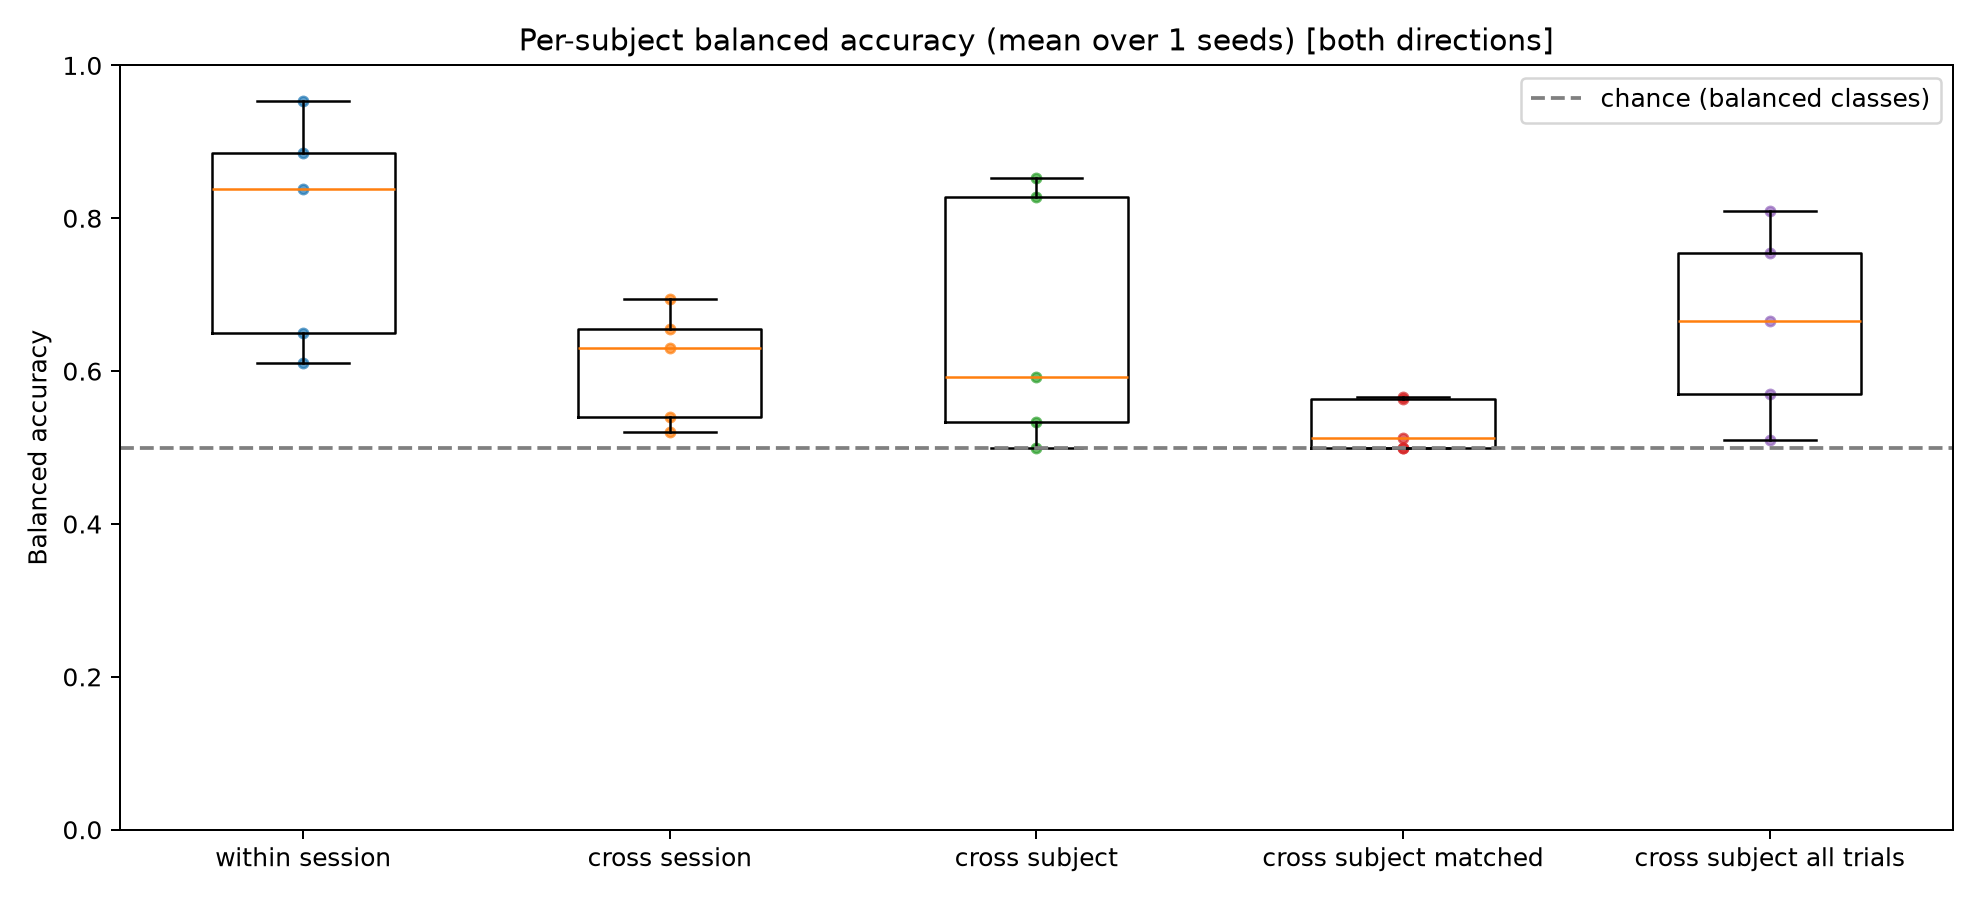 Per-subject balanced accuracy (mean over 1 seeds) [both directions]
chance (balanced classes)
Balanced accuracy
1.0
0.8
0.6
0.4
0.2
0.0
within session
cross session
cross subject
cross subject matched
cross subject all trials